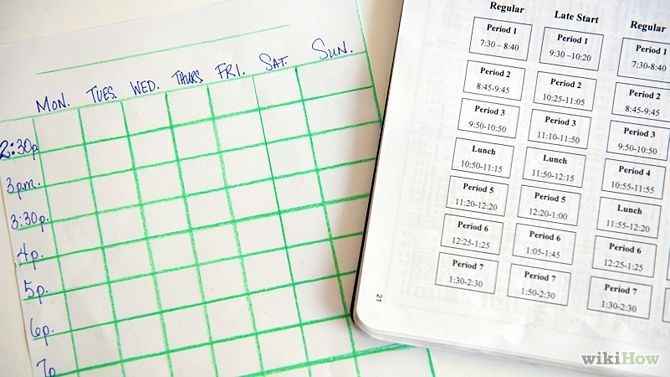 MON. TUES. WED. THURS. FRI. SAT. SUN.
2:30p.
3pm.
3:30p.
4p.
5p.
6p.
7p
Regular
Period 1
7:30 – 8:40
Period 2
8:45-9:45
Period 3
9:50-10:50
Lunch
10:50-11:15
Period 5
11:20-12:20
Period 6
12:25-1:25
Period 7
1:30-2:30
Late Start
Period 1
9:30 –10:20
Period 2
10:25-11:05
Period 3
11:10-11:50
Lunch
11:50-12:15
Period 5
12:20-1:00
Period 6
1:05-1:45
Period 7
1:50-2:30
Regular
Period 1
7:30-8:40
Period 2
8:45-9:45
Period 3
9:50-10:50
Period 4
10:55-11:55
Lunch
11:55-12:20
Period 6
12:25-1:25
Period 7
1:30-2:30
21
wikiHow